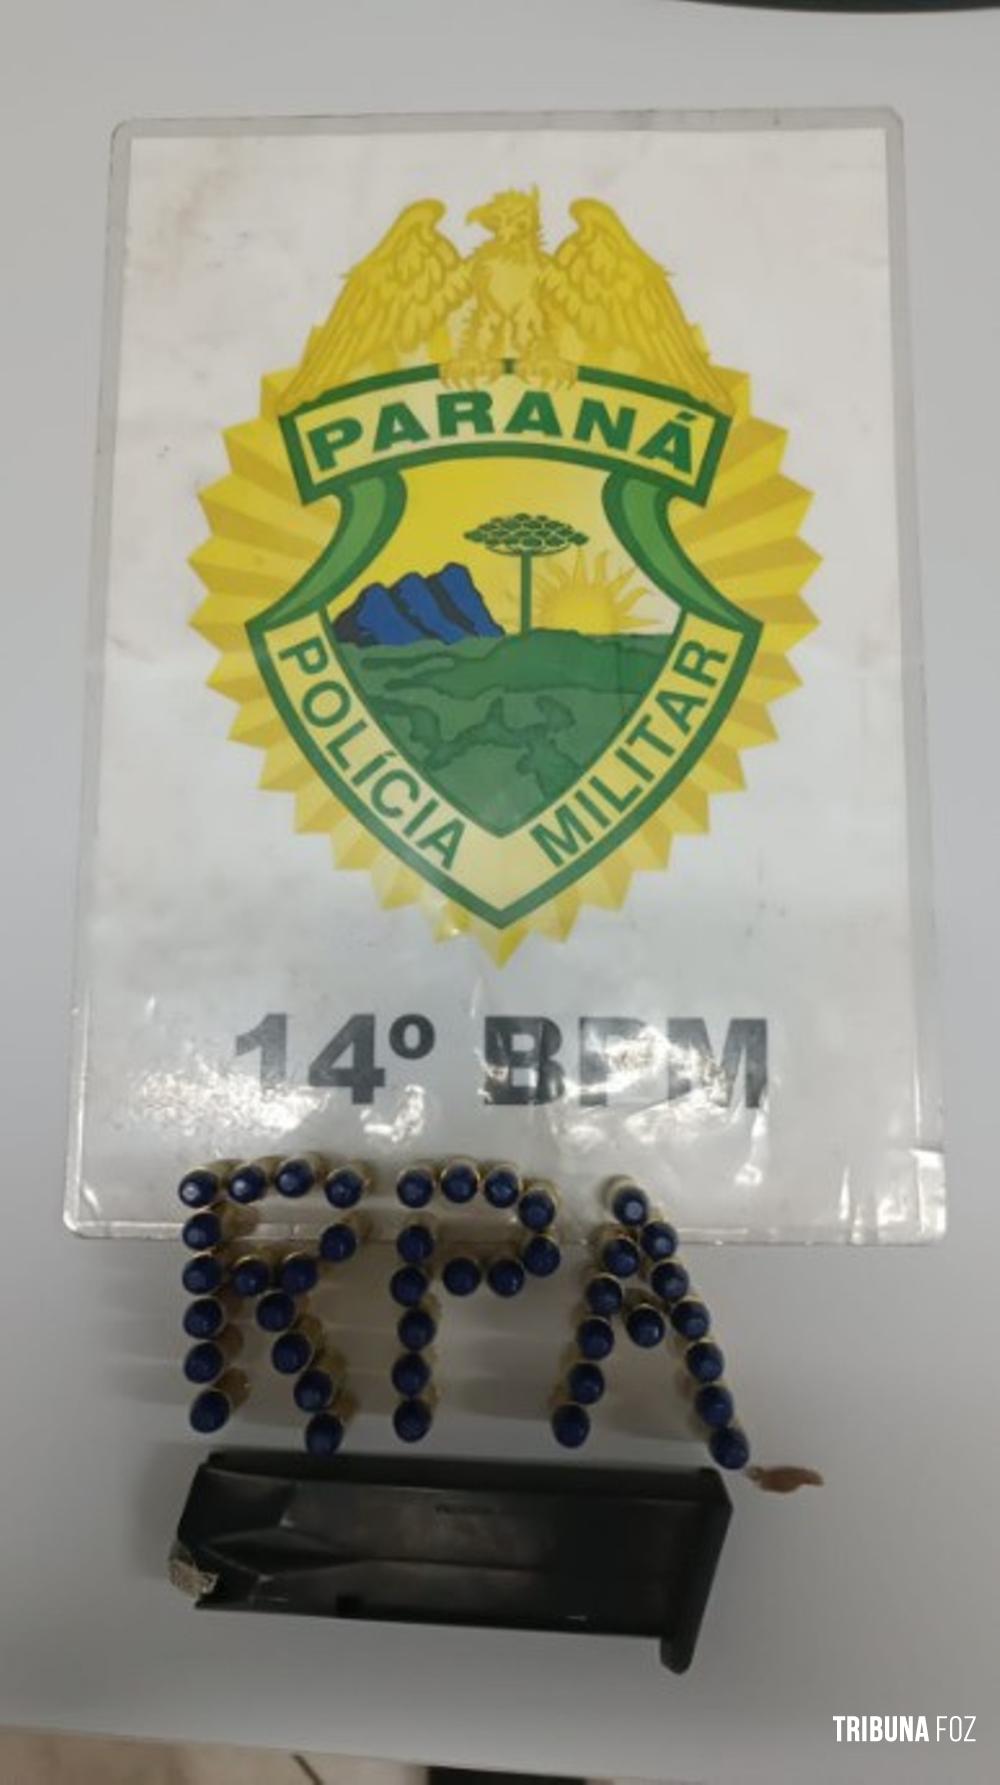 PARANÁ
POLÍCIA MILITAR
14º BPM
RPA
TRIBUNA FOZ